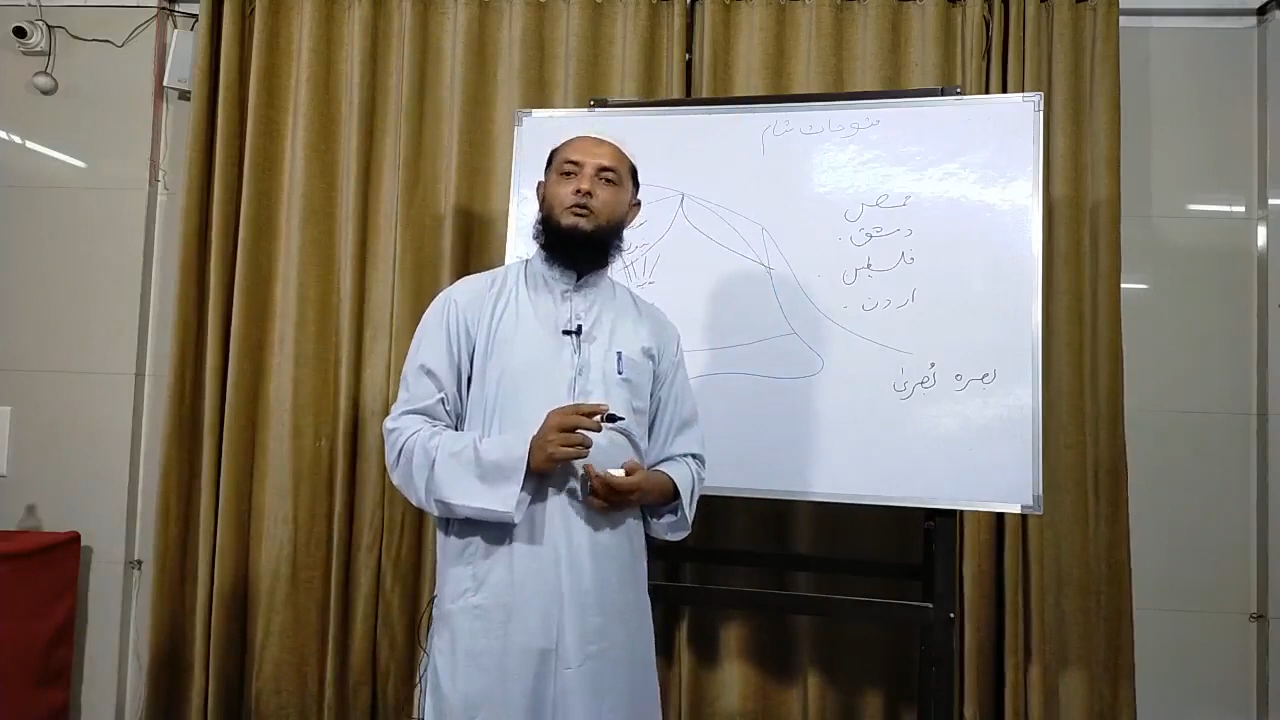 فتوحات شام
حمص
دمشق .
فلسطین .
اردن .
بصرہ بُصریٰ